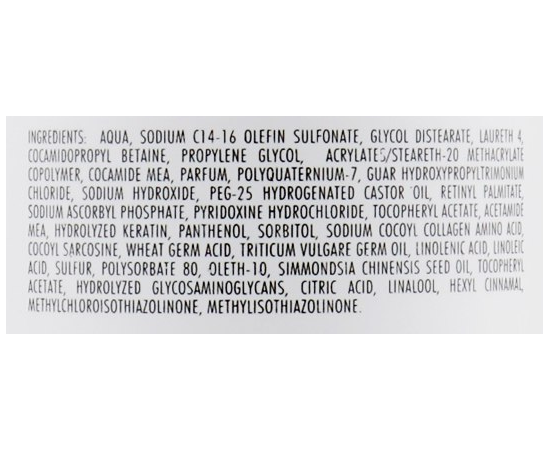 INGREDIENTS: AQUA, SODIUM C14-16 OLEFIN SULFONATE, GLYCOL DISTEARATE, LAURETH 4,
COCAMIDOPROPYL BETAINE, PROPYLENE GLYCOL, ACRYLATES/STEARETH-20 METHACRYLATE
COPOLYMER, COCAMIDE MEA, PARFUM, POLYQUATERNIUM-7, GUAR HYDROXYPROPYLTRIMONIUM
CHLORIDE, SODIUM HYDROXIDE, PEG-25 HYDROGENATED CASTOR OIL, RETINYL PALMITATE,
SODIUM ASCORBYL PHOSPHATE, PYRIDOXINE HYDROCHLORIDE, TOCOPHERYL ACETATE, ACETAMIDE
MEA, HYDROLYZED KERATIN, PANTHENOL, SORBITOL, SODIUM COCOYL COLLAGEN AMINO ACID,
COCOYL SARCOSINE, WHEAT GERM ACID, TRITICUM VULGARE GERM OIL, LINOLENIC ACID, LINOLEIC
ACID, SULFUR, POLYSORBATE 80, OLETH-10, SIMMONDSIA CHINENSIS SEED OIL, TOCOPHERYL
ACETATE, HYDROLYZED GLYCOSAMINOGLYCANS, CITRIC ACID, LINALOOL, HEXYL CINNAMAL,
METHYLCHLOROISOTHIAZOLINONE, METHYLISOTHIAZOLINONE.